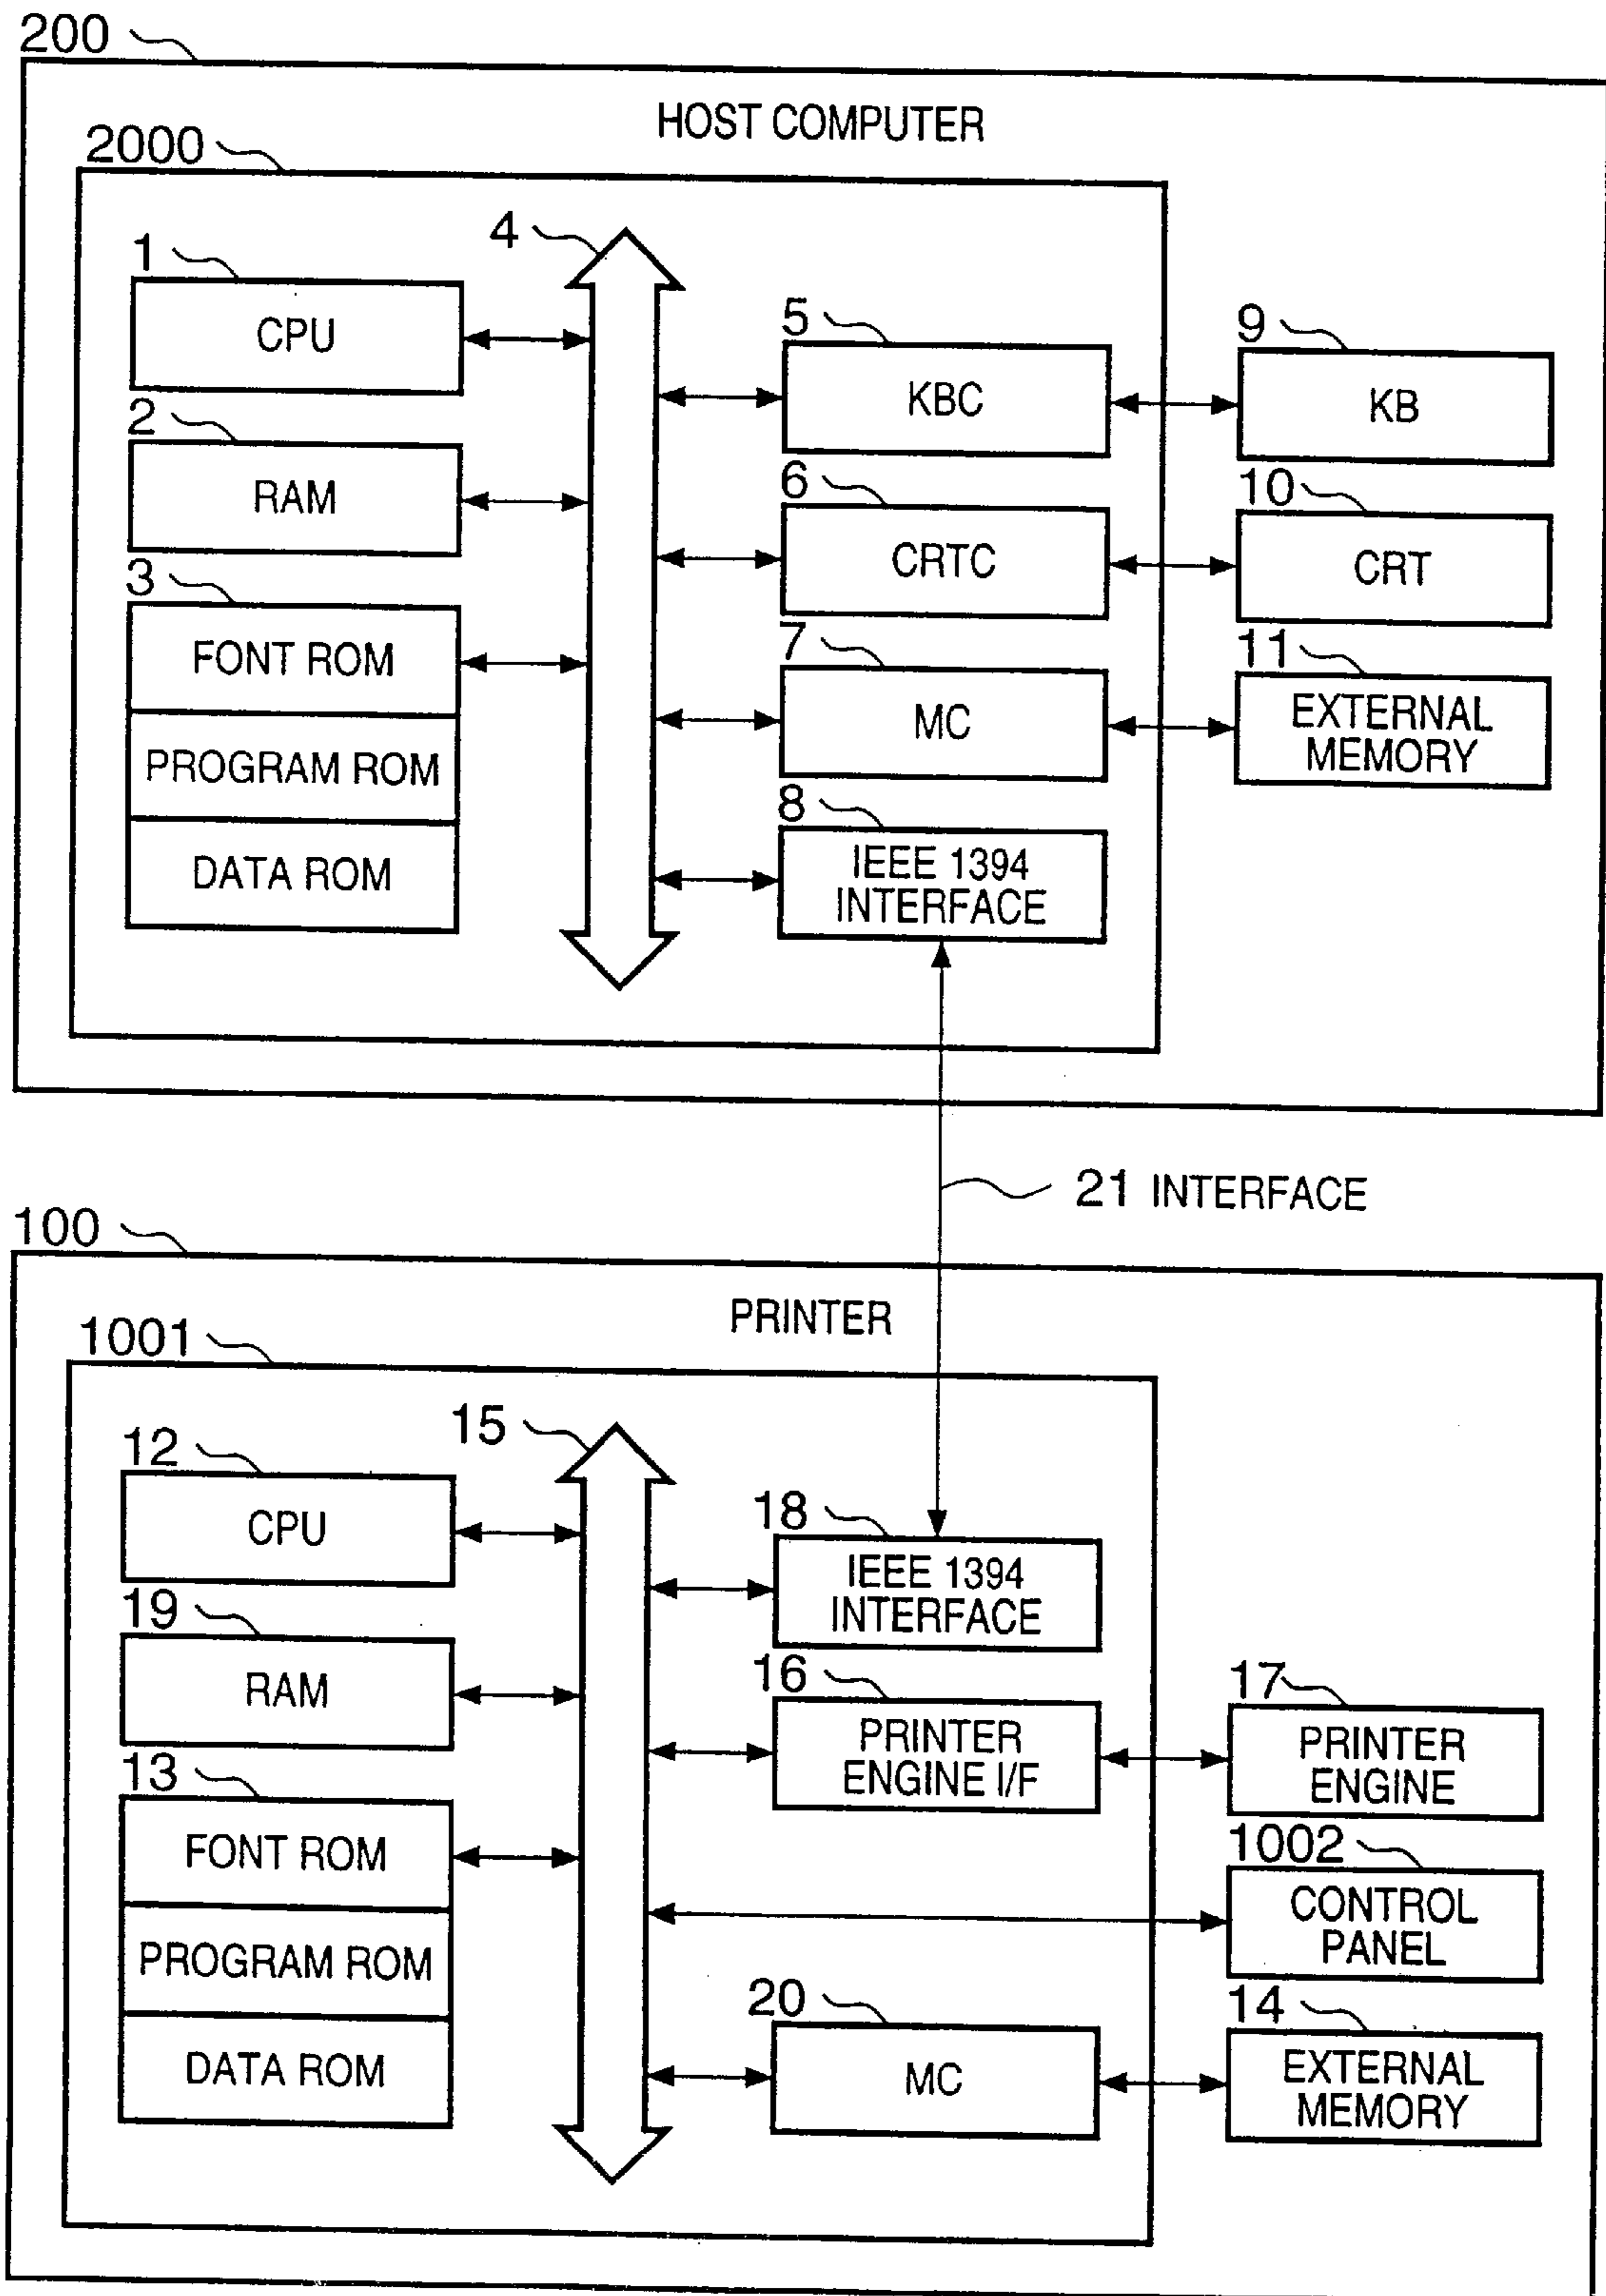 200
HOST COMPUTER
2000
1
CPU
2
RAM
3
FONT ROM
PROGRAM ROM
DATA ROM
4
5
KBC
6
CRTC
7
MC
8
IEEE 1394
INTERFACE
9
KB
10
CRT
11
EXTERNAL
MEMORY
21 INTERFACE
100
PRINTER
1001
12
CPU
19
RAM
13
FONT ROM
PROGRAM ROM
DATA ROM
15
18
IEEE 1394
INTERFACE
16
PRINTER
ENGINE I/F
20
MC
17
PRINTER
ENGINE
1002
CONTROL
PANEL
14
EXTERNAL
MEMORY